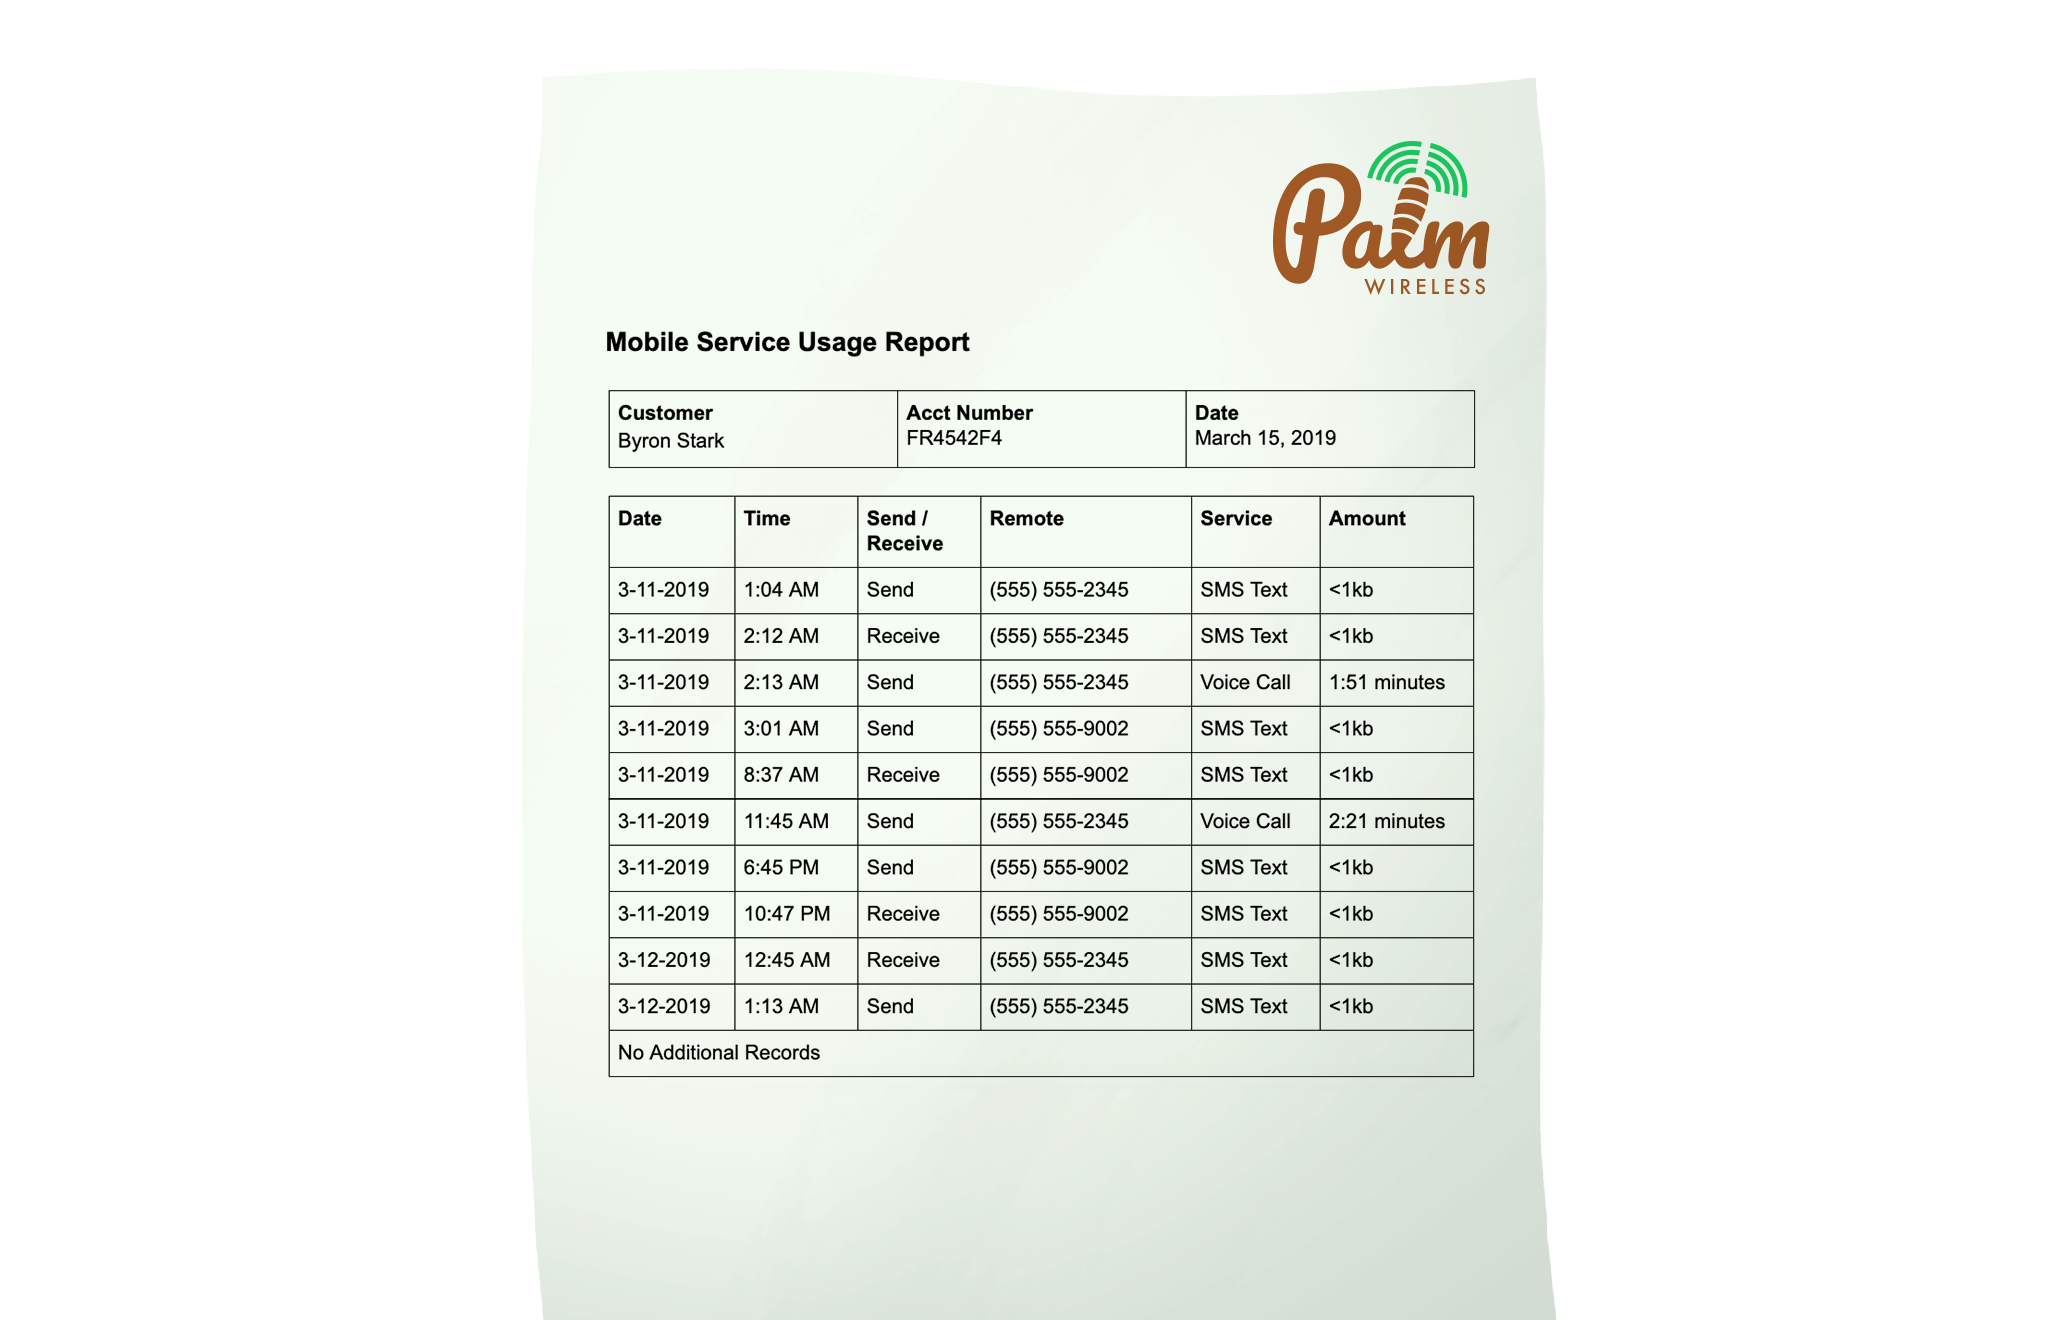 Palm
WIRELESS
Mobile Service Usage Report
Customer Acct Number Date
Byron Stark FR4542F4 March 15, 2019
Date Time Send / Receive Remote Service Amount
3-11-2019 1:04 AM Send (555) 555-2345 SMS Text <1kb
3-11-2019 2:12 AM Receive (555) 555-2345 SMS Text <1kb
3-11-2019 2:13 AM Send (555) 555-2345 Voice Call 1:51 minutes
3-11-2019 3:01 AM Send (555) 555-9002 SMS Text <1kb
3-11-2019 8:37 AM Receive (555) 555-9002 SMS Text <1kb
3-11-2019 11:45 AM Send (555) 555-2345 Voice Call 2:21 minutes
3-11-2019 6:45 PM Send (555) 555-9002 SMS Text <1kb
3-11-2019 10:47 PM Receive (555) 555-9002 SMS Text <1kb
3-12-2019 12:45 AM Receive (555) 555-2345 SMS Text <1kb
3-12-2019 1:13 AM Send (555) 555-2345 SMS Text <1kb
No Additional Records